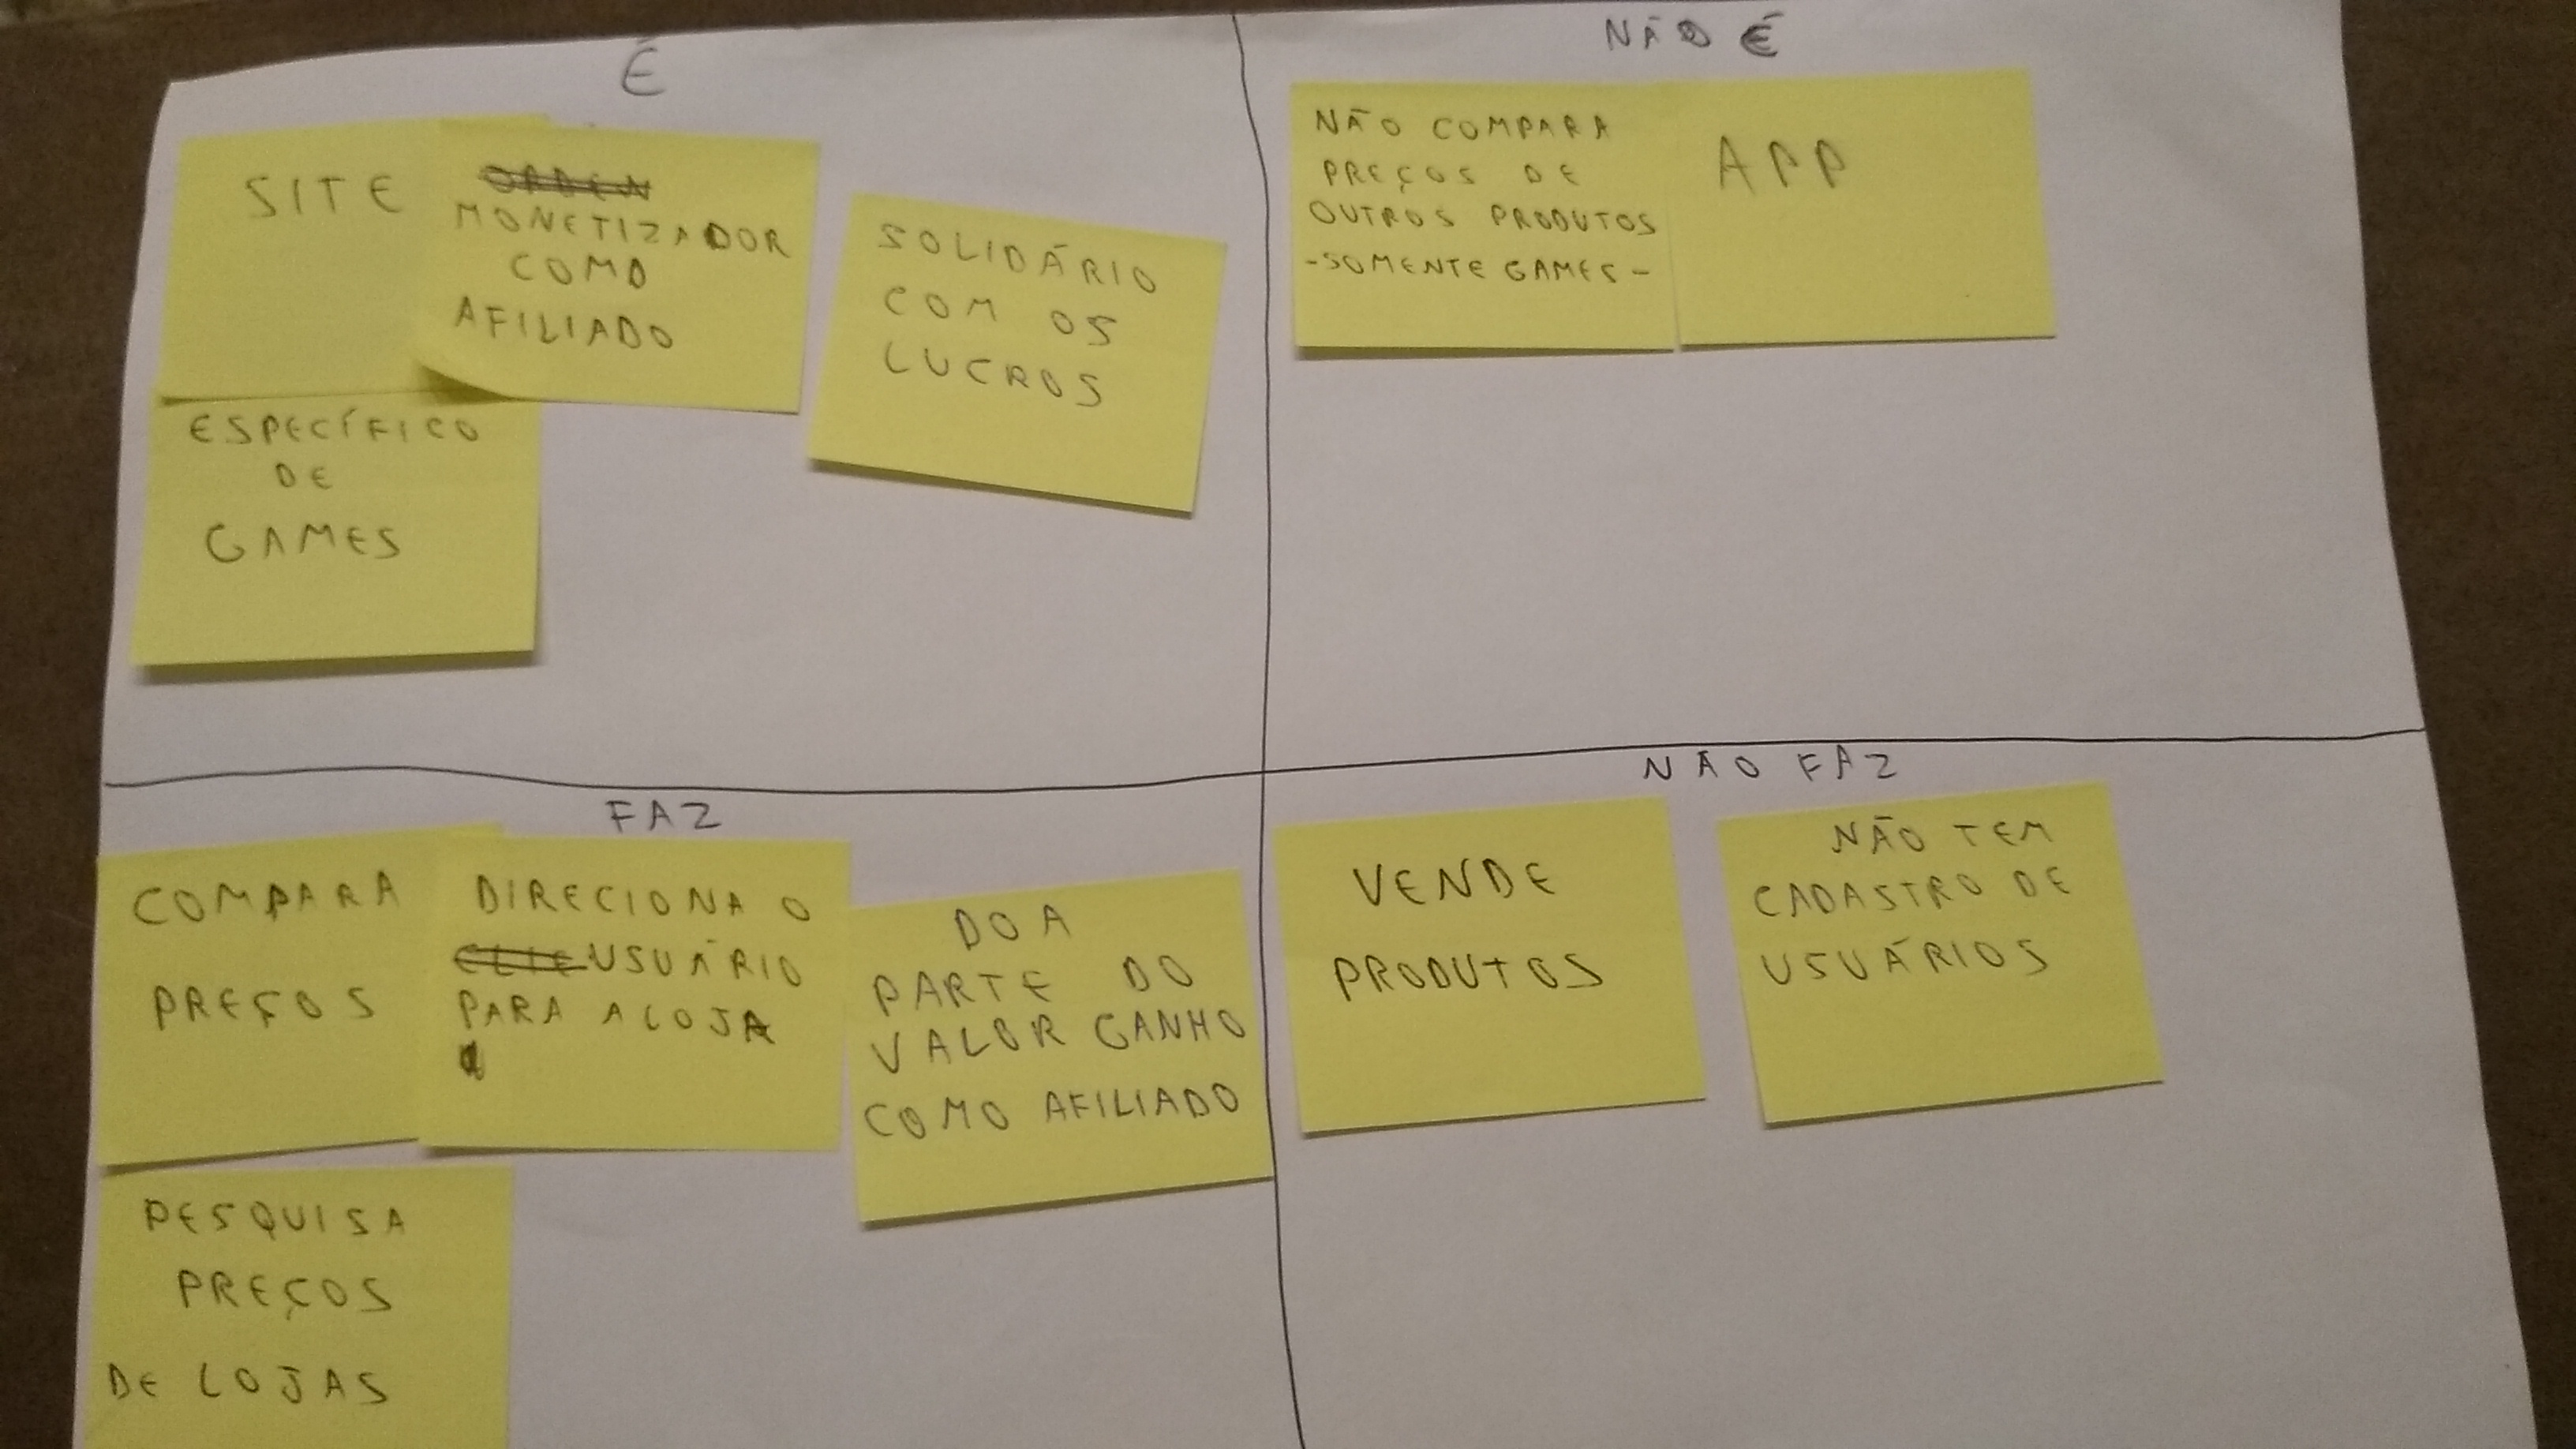 É
SITE
ORDEN
MONETIZADOR
COMO
AFILIADO
SOLIDÁRIO
COM OS
LUCROS
ESPECÍFICO
DE
GAMES
NÃO É
NÃO COMPARA
PREÇOS DE
OUTROS PRODUTOS
-SOMENTE GAMES-
APP
FAZ
COMPARA
PREÇOS
DIRECIONA O
CLIE USUÁRIO
PARA A LOJA
DOA
PARTE DO
VALOR GANHO
COMO AFILIADO
PESQUISA
PREÇOS
DE LOJAS
NÃO FAZ
VENDE
PRODUTOS
NÃO TEM
CADASTRO DE
USUÁRIOS